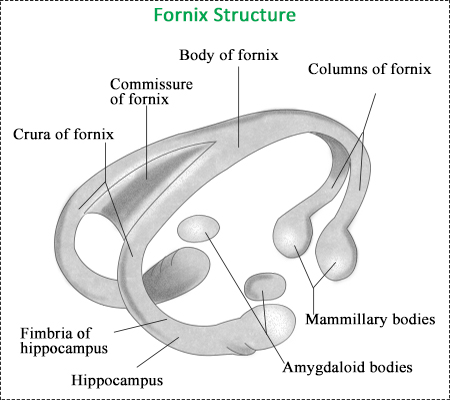 Fornix Structure
Body of fornix
Columns of fornix
Commissure
of fornix
Crura of fornix
Mammillary bodies
Fimbria of
hippocampus
Amygdaloid bodies
Hippocampus